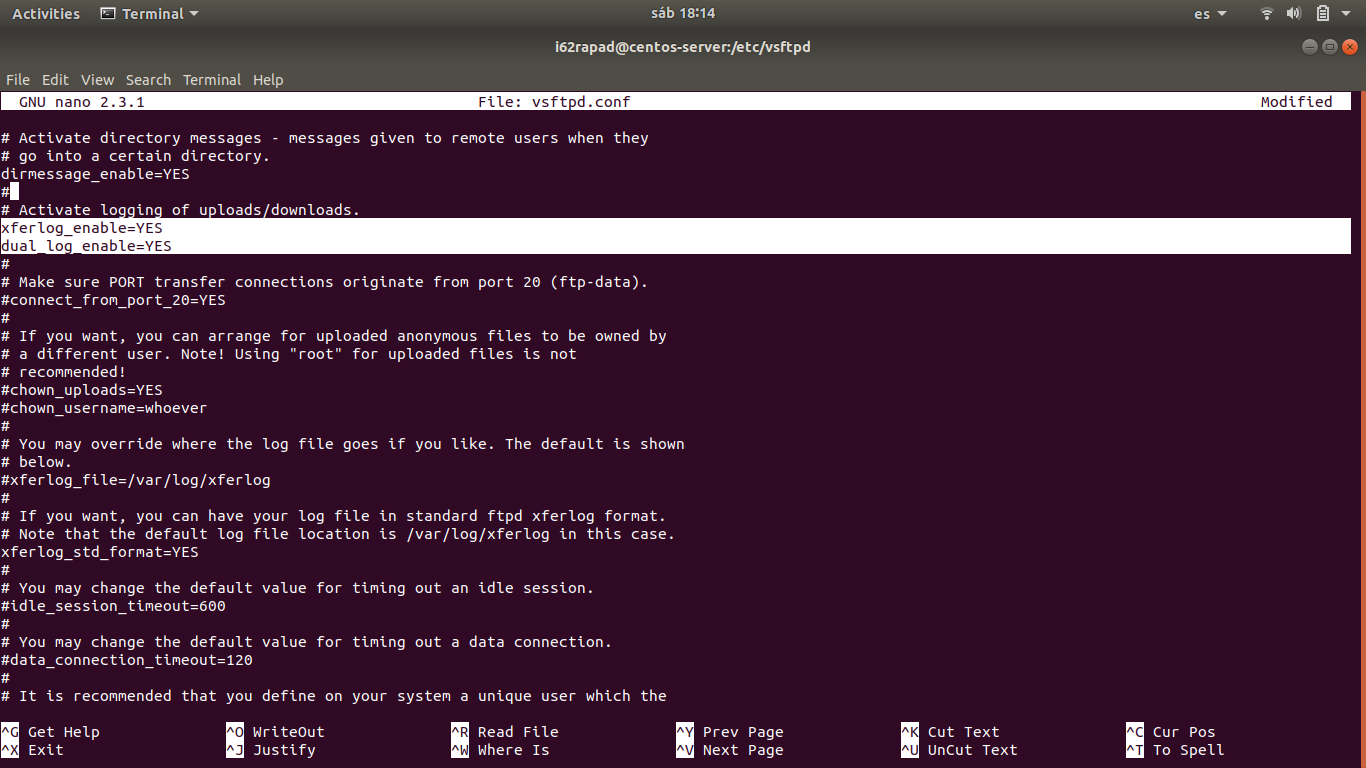 Activities Terminal sáb 18:14 es
i62rapad@centos-server:/etc/vsftpd
File Edit View Search Terminal Help
GNU nano 2.3.1 File: vsftpd.conf Modified
# Activate directory messages - messages given to remote users when they
# go into a certain directory.
dirmessage_enable=YES
#
# Activate logging of uploads/downloads.
xferlog_enable=YES
dual_log_enable=YES
#
# Make sure PORT transfer connections originate from port 20 (ftp-data).
#connect_from_port_20=YES
#
# If you want, you can arrange for uploaded anonymous files to be owned by
# a different user. Note! Using "root" for uploaded files is not
# recommended!
#chown_uploads=YES
#chown_username=whoever
#
# You may override where the log file goes if you like. The default is shown
# below.
#xferlog_file=/var/log/xferlog
#
# If you want, you can have your log file in standard ftpd xferlog format.
# Note that the default log file location is /var/log/xferlog in this case.
xferlog_std_format=YES
#
# You may change the default value for timing out an idle session.
#idle_session_timeout=600
#
# You may change the default value for timing out a data connection.
#data_connection_timeout=120
#
# It is recommended that you define on your system a unique user which the
^G Get Help ^O WriteOut ^R Read File ^Y Prev Page ^K Cut Text ^C Cur Pos
^X Exit ^J Justify ^W Where Is ^V Next Page ^U UnCut Text ^T To Spell